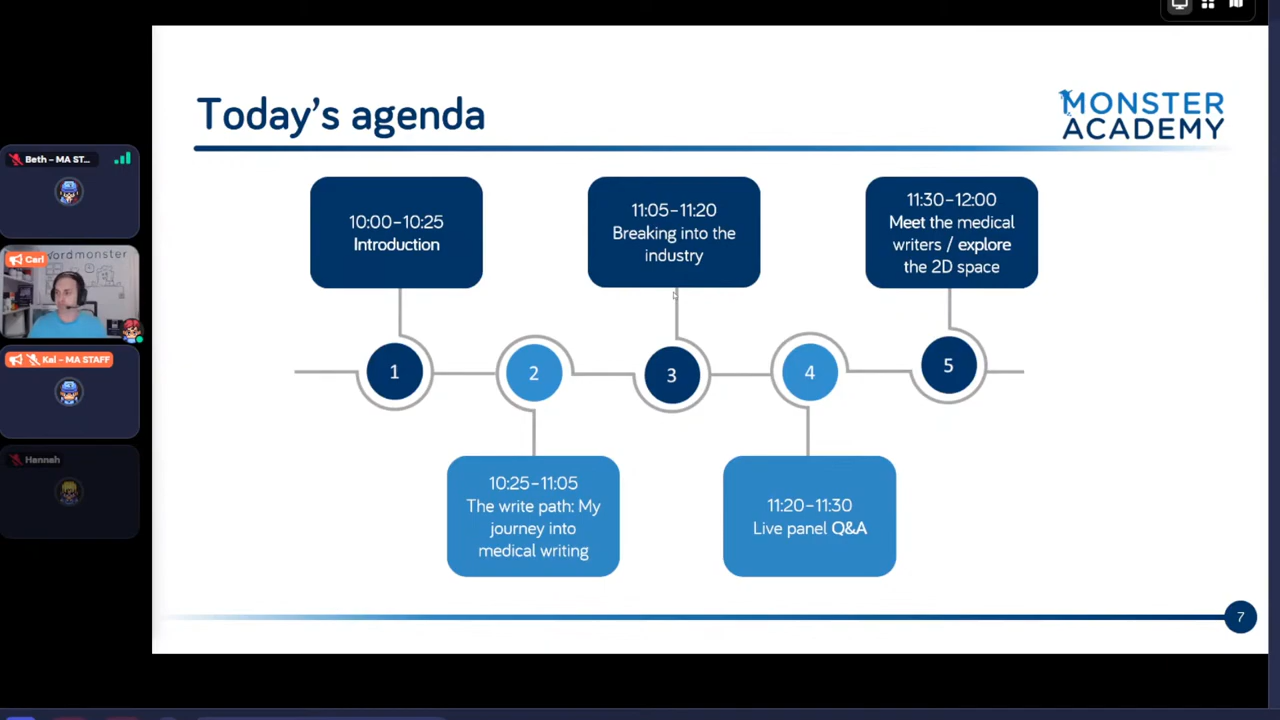 Today's agenda
MONSTER
ACADEMY
Beth – MA ST...
Carl
wordmonster
Kai – MA STAFF
Hannah
10:00–10:25
Introduction
11:05–11:20
Breaking into the
industry
11:30–12:00
Meet the medical
writers / explore
the 2D space
1
2
3
4
5
10:25–11:05
The write path: My
journey into
medical writing
11:20–11:30
Live panel Q&A
7